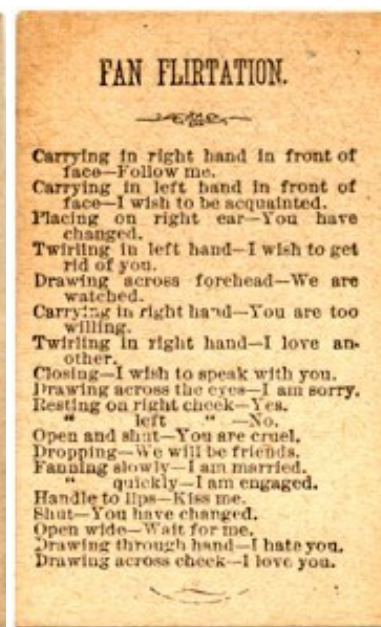 FAN FLIRTATION.
Carrying in right hand in front of
face—Follow me.
Carrying in left hand in front of
face—I wish to be acquainted.
Placing on right ear—You have
changed.
Twirling in left hand—I wish to get
rid of you.
Drawing across forehead—We are
watched.
Carrying in right hand—You are too
willing.
Twirling in right hand—I love an-
other.
Closing—I wish to speak with you.
Drawing across the eyes—I am sorry.
Resting on right cheek—Yes.
" left " —No.
Open and shut—You are cruel.
Dropping—We will be friends.
Fanning slowly—I am married.
" quickly—I am engaged.
Handle to lips—Kiss me.
Shut—You have changed.
Open wide—Wait for me.
Drawing through hand—I hate you.
Drawing across cheek—I love you.